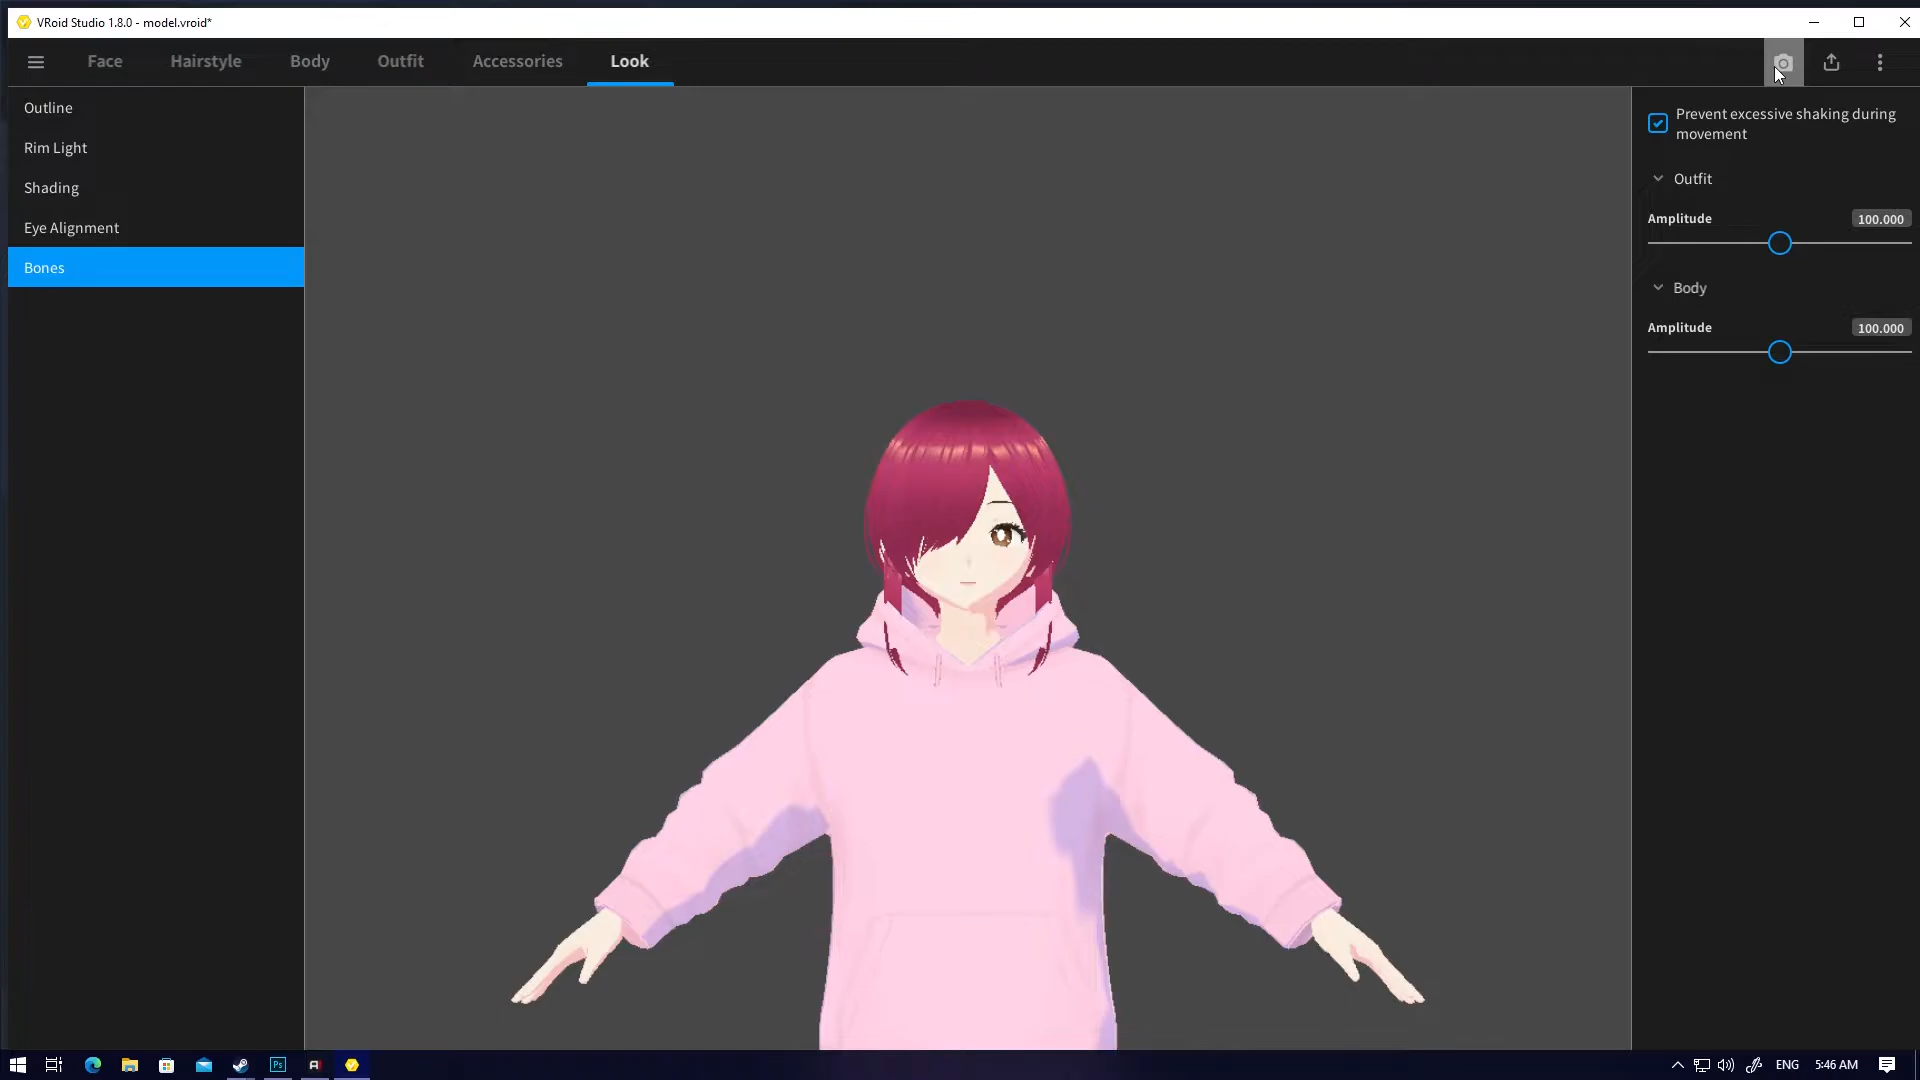 VRoid Studio 1.8.0 - model.vroid*
Face
Hairstyle
Body
Outfit
Accessories
Look
Outline
Rim Light
Shading
Eye Alignment
Bones
Prevent excessive shaking during
movement
Outfit
Amplitude 100.000
Body
Amplitude 100.000
Ps
ENG
5:46 AM